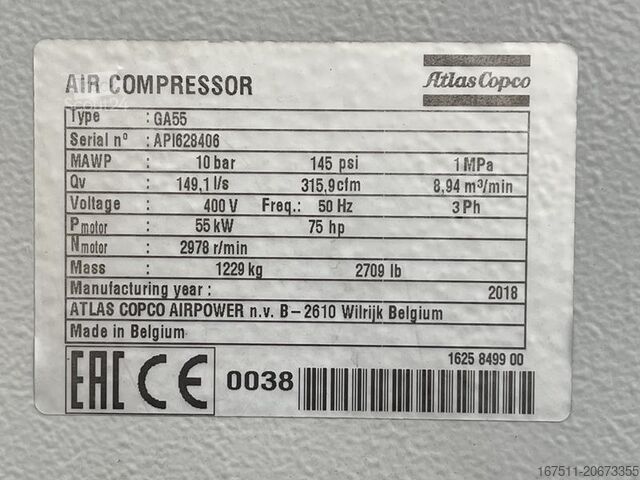 AIR COMPRESSOR
Atlas Copco
Type : GA55
Serial nº : API628406
MAWP : 10 bar 145 psi 1 MPa
Qv : 149,1 l/s 315,9 cfm 8,94 m³/min
Voltage : 400 V Freq.: 50 Hz 3 Ph
Pmotor : 55 kW 75 hp
Nmotor : 2978 r/min
Mass : 1229 kg 2709 lb
Manufacturing year : 2018
ATLAS COPCO AIRPOWER n.v. B-2610 Wilrijk Belgium
Made in Belgium
1625 8499 00
EAC CE 0038
167511-20673355